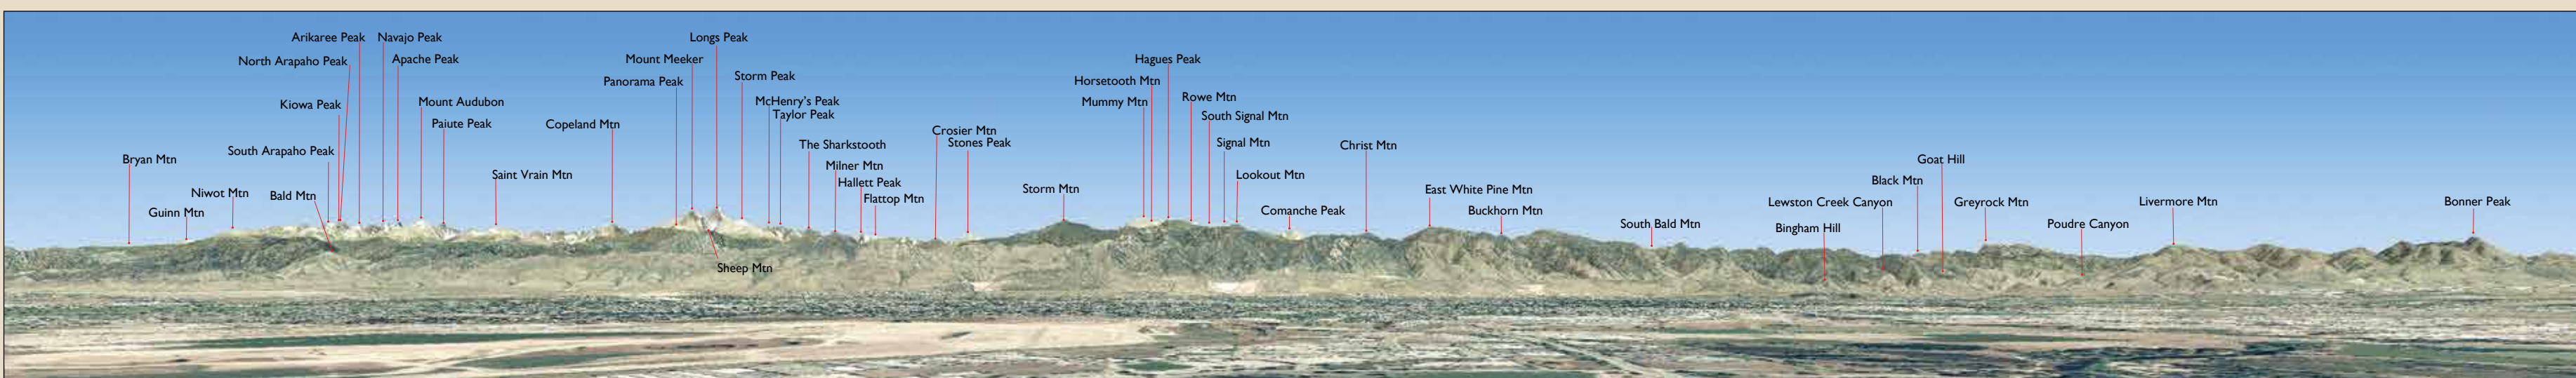 Arikaree Peak
Navajo Peak
Longs Peak
North Arapaho Peak
Apache Peak
Mount Meeker
Hagues Peak
Panorama Peak
Storm Peak
Horsetooth Mtn
Kiowa Peak
Mount Audubon
McHenry's Peak
Mummy Mtn
Rowe Mtn
Paiute Peak
Copeland Mtn
Taylor Peak
South Signal Mtn
Crosier Mtn
South Arapaho Peak
The Sharkstooth
Stones Peak
Signal Mtn
Christ Mtn
Bryan Mtn
Milner Mtn
Goat Hill
Saint Vrain Mtn
Hallett Peak
Lookout Mtn
Black Mtn
Niwot Mtn
Bald Mtn
Flattop Mtn
Storm Mtn
East White Pine Mtn
Lewston Creek Canyon
Greyrock Mtn
Livermore Mtn
Bonner Peak
Guinn Mtn
Comanche Peak
Buckhorn Mtn
South Bald Mtn
Bingham Hill
Poudre Canyon
Sheep Mtn